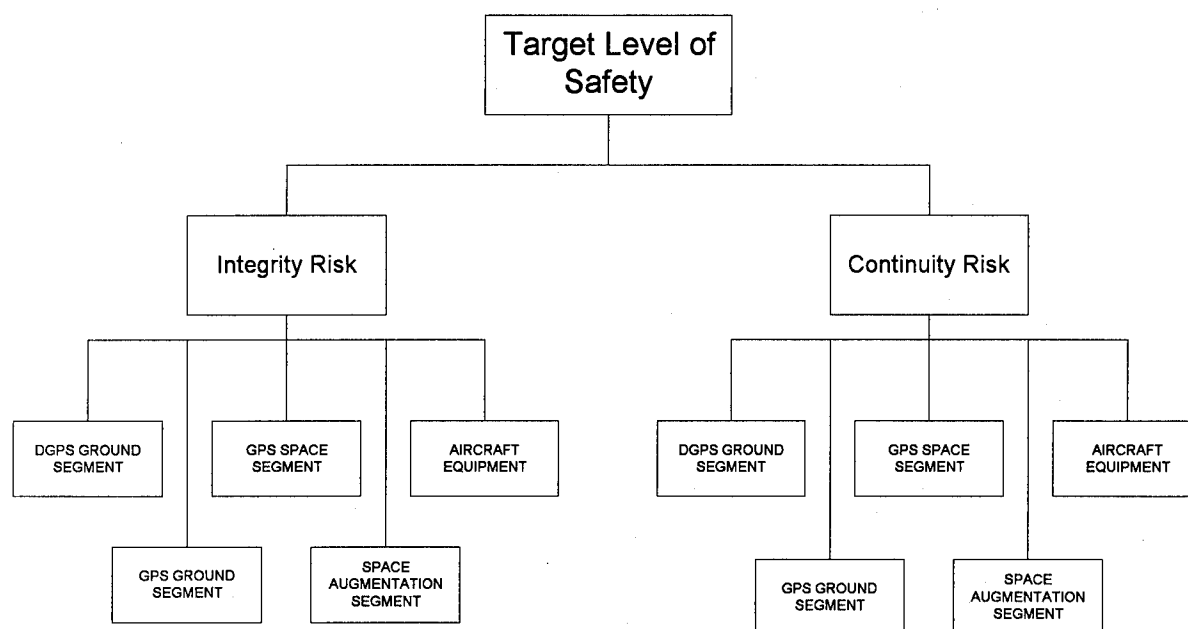 Target Level of
Safety
Integrity Risk
Continuity Risk
DGPS GROUND
SEGMENT
GPS SPACE
SEGMENT
AIRCRAFT
EQUIPMENT
DGPS GROUND
SEGMENT
GPS SPACE
SEGMENT
AIRCRAFT
EQUIPMENT
GPS GROUND
SEGMENT
SPACE
AUGMENTATION
SEGMENT
GPS GROUND
SEGMENT
SPACE
AUGMENTATION
SEGMENT